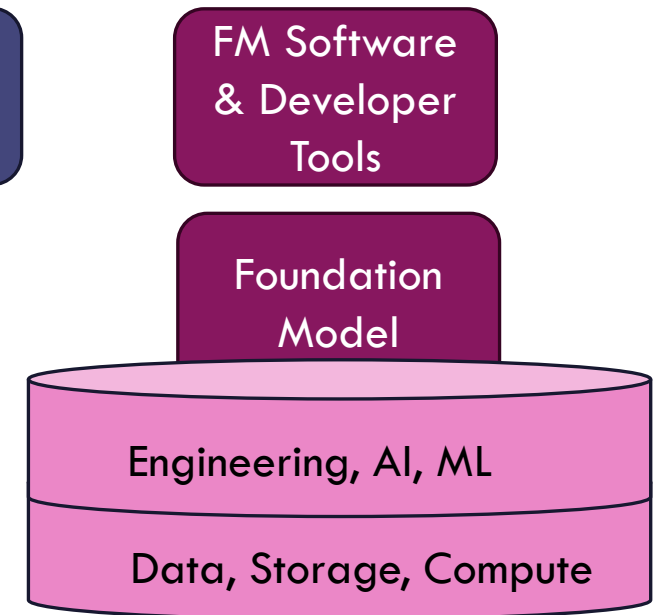 FM Software
& Developer
Tools
Foundation
Model
Engineering, AI, ML
Data, Storage, Compute